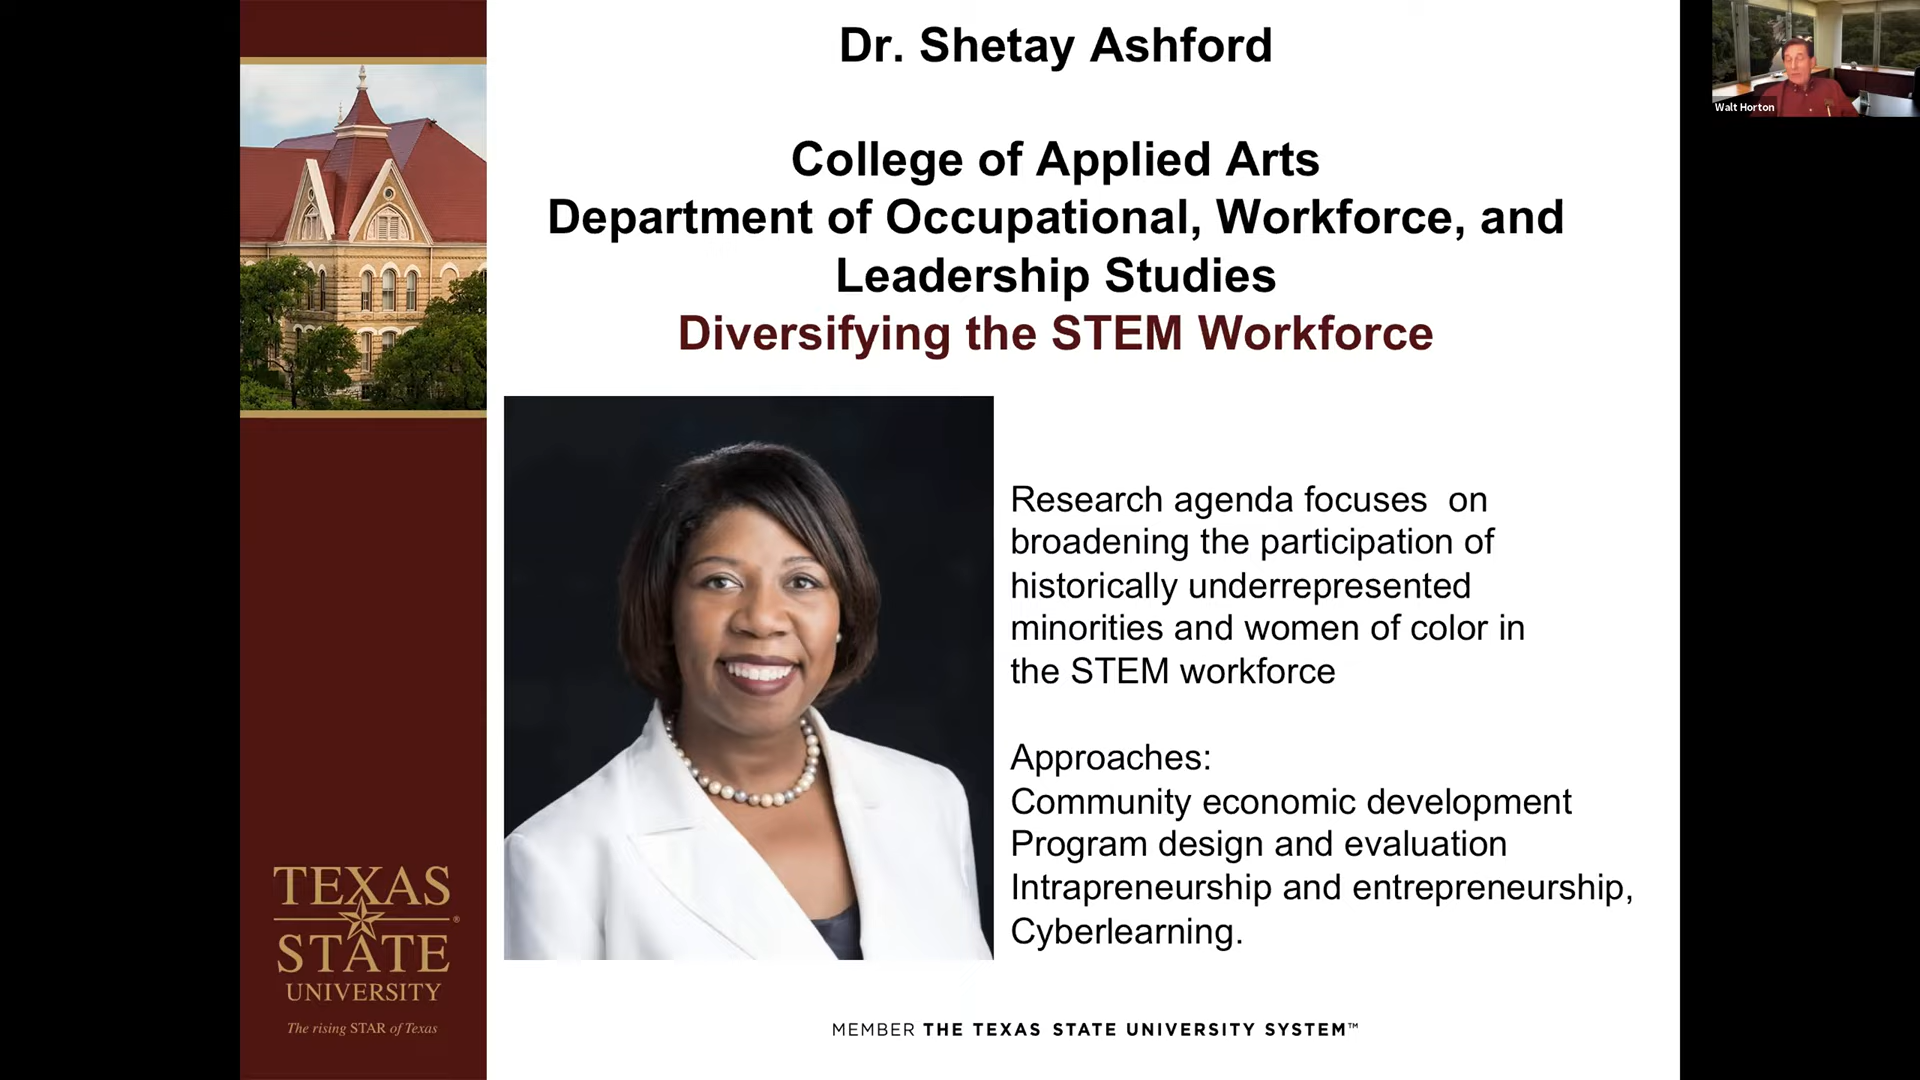 Dr. Shetay Ashford
College of Applied Arts
Department of Occupational, Workforce, and
Leadership Studies
Diversifying the STEM Workforce
Research agenda focuses  on
broadening the participation of
historically underrepresented
minorities and women of color in
the STEM workforce
Approaches:
Community economic development
Program design and evaluation
Intrapreneurship and entrepreneurship,
Cyberlearning.
TEXAS
STATE
®
UNIVERSITY
The rising STAR of Texas
MEMBER THE TEXAS STATE UNIVERSITY SYSTEM™
Walt Horton